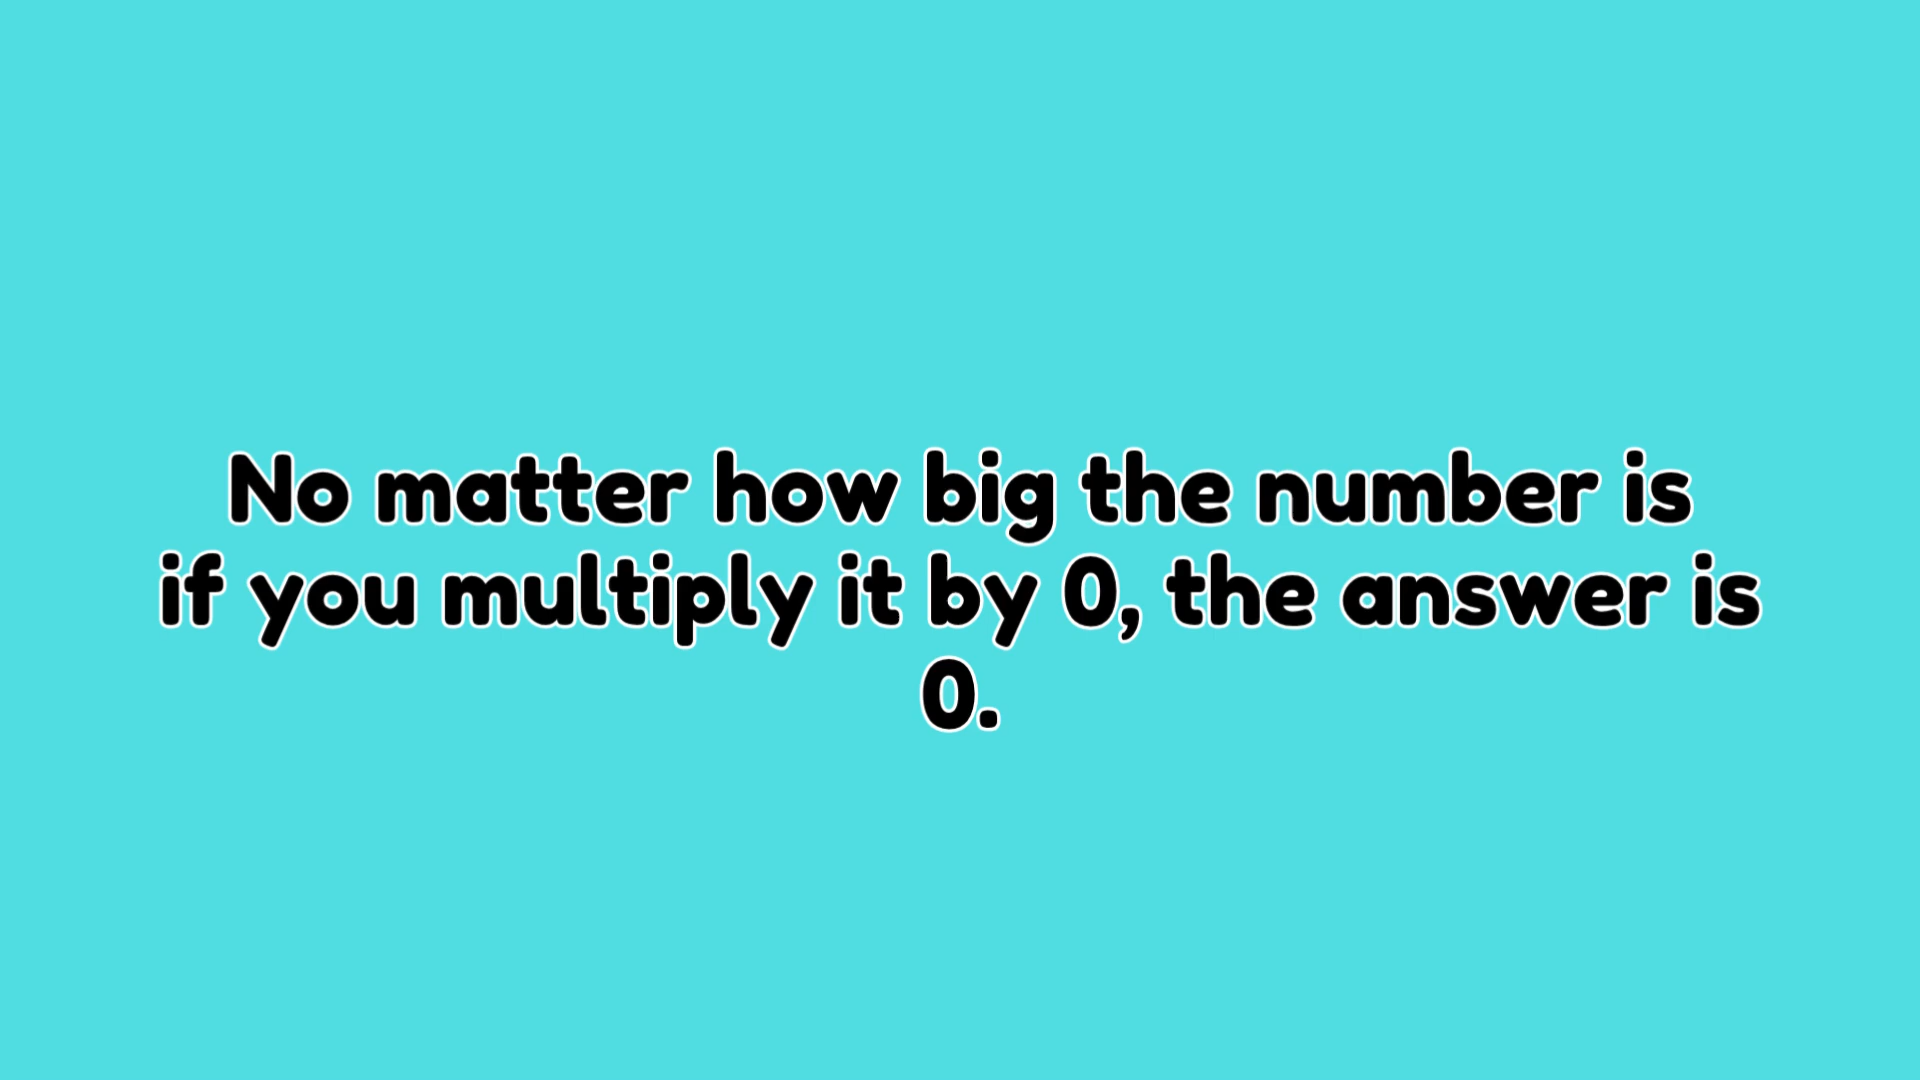 No matter how big the number is
if you multiply it by 0, the answer is
0.